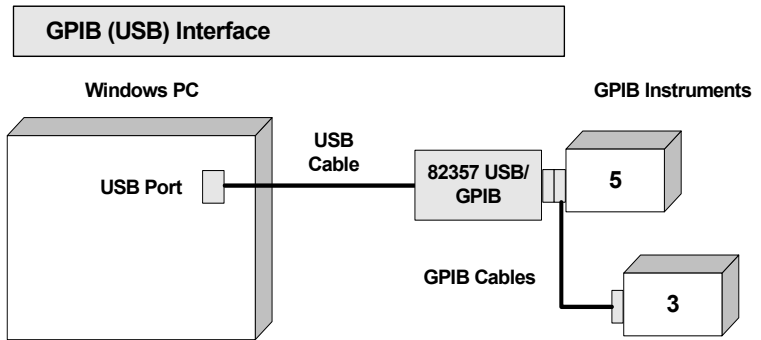 GPIB (USB) Interface
Windows PC
GPIB Instruments
USB
Cable
USB Port
82357 USB/
GPIB
5
GPIB Cables
3